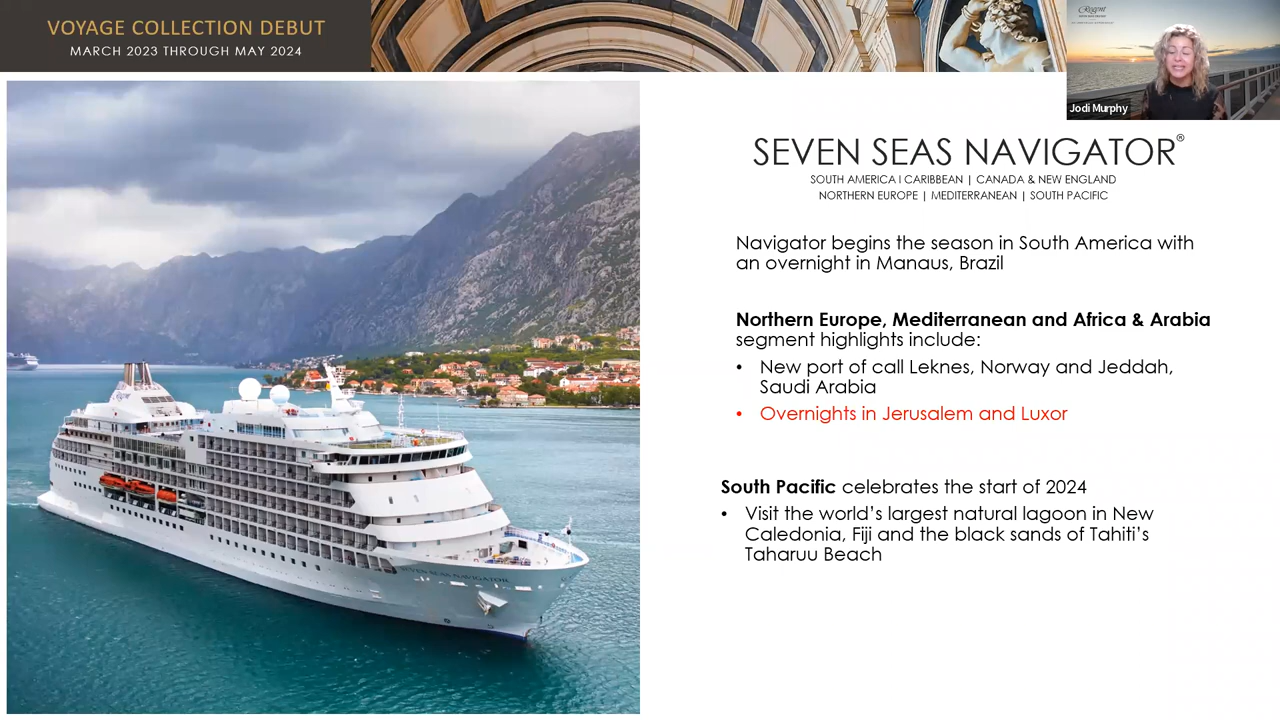 VOYAGE COLLECTION DEBUT
MARCH 2023 THROUGH MAY 2024
Regent
Jodi Murphy
SEVEN SEAS NAVIGATOR®
SOUTH AMERICA I CARIBBEAN | CANADA & NEW ENGLAND
NORTHERN EUROPE | MEDITERRANEAN | SOUTH PACIFIC
Navigator begins the season in South America with
an overnight in Manaus, Brazil
Northern Europe, Mediterranean and Africa & Arabia
segment highlights include:
• New port of call Leknes, Norway and Jeddah,
Saudi Arabia
• Overnights in Jerusalem and Luxor
South Pacific celebrates the start of 2024
• Visit the world’s largest natural lagoon in New
Caledonia, Fiji and the black sands of Tahiti’s
Taharuu Beach
SEVEN SEAS NAVIGATOR